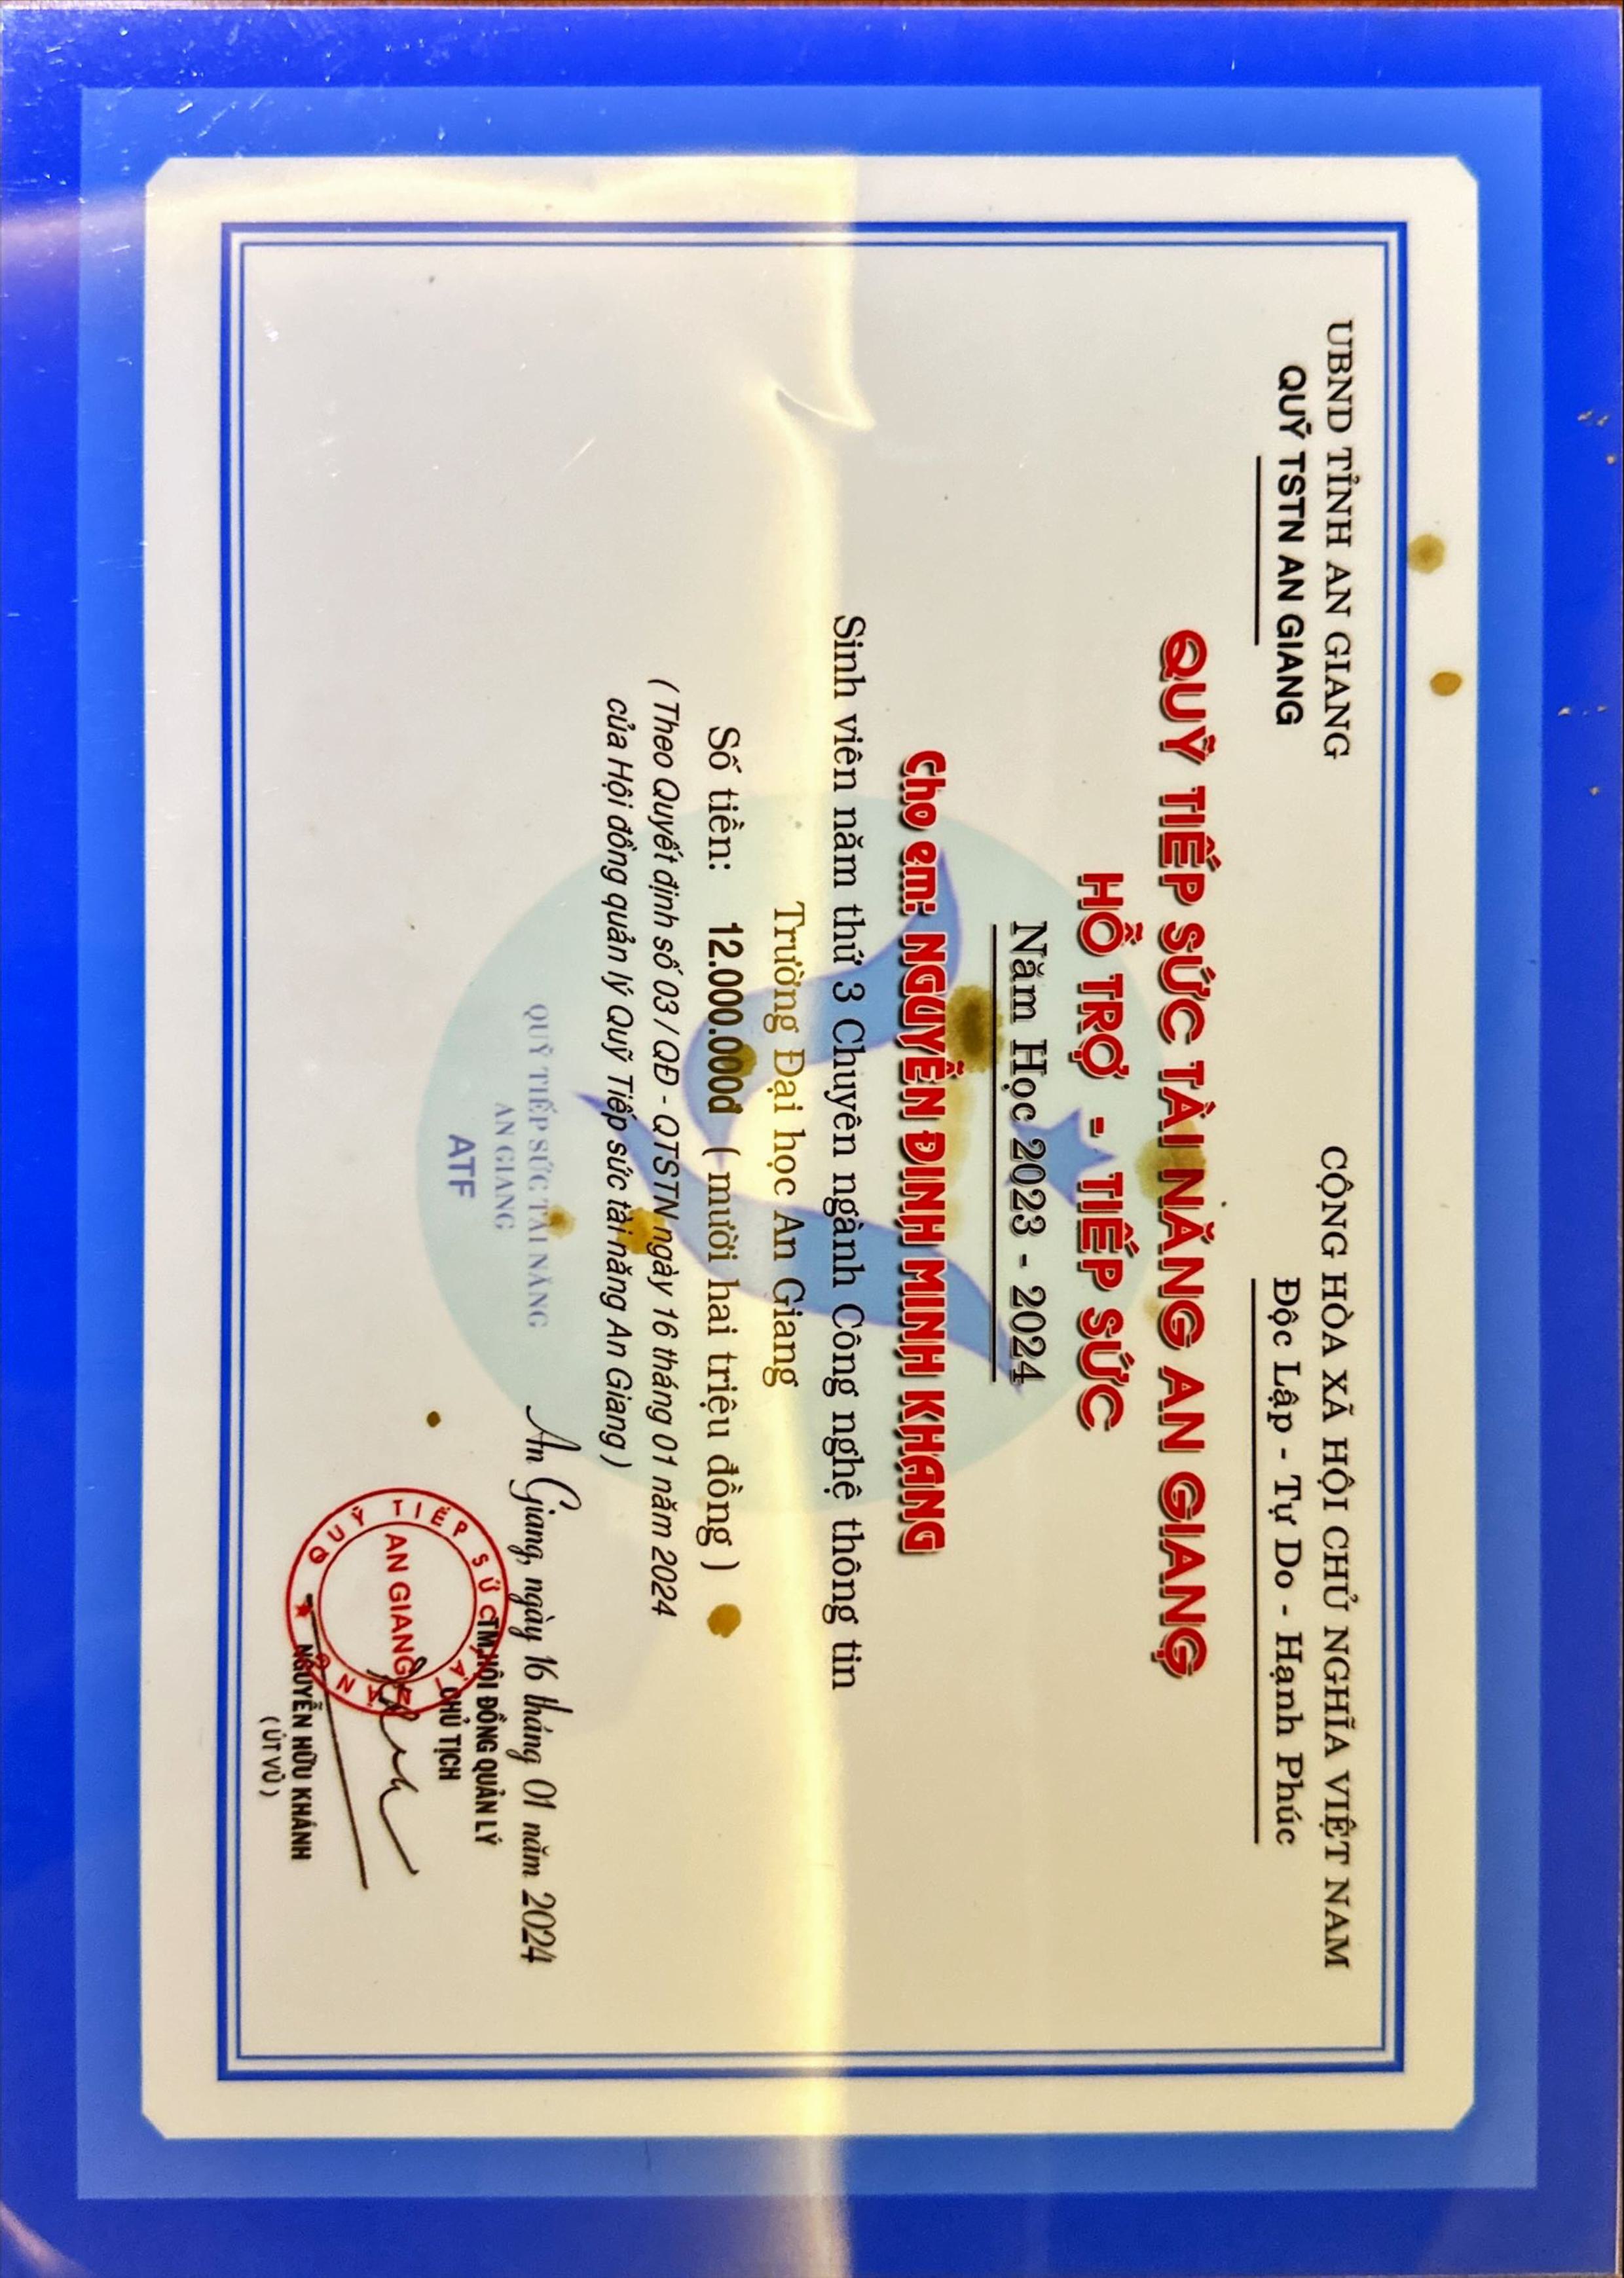 UBND TỈNH AN GIANG
QUỸ TSTN AN GIANG
CỘNG HÒA XÃ HỘI CHỦ NGHĨA VIỆT NAM
Độc Lập - Tự Do - Hạnh Phúc
QUỸ TIẾP SỨC TÀI NĂNG AN GIANG
HỖ TRỢ - TIẾP SỨC
Năm Học 2023 - 2024
Cho em: NGUYỄN ĐINH MINH KHANG
Sinh viên năm thứ 3 Chuyên ngành Công nghệ thông tin
Trường Đại học An Giang
Số tiền: 12.000.000đ ( mười hai triệu đồng )
( Theo Quyết định số 03 / QĐ - QTSTN ngày 16 tháng 01 năm 2024
của Hội đồng quản lý Quỹ Tiếp sức tài năng An Giang )
QUỸ TIẾP SỨC TÀI NĂNG
AN GIANG
ATF
An Giang, ngày 16 tháng 01 năm 2024
TM.HỘI ĐỒNG QUẢN LÝ
CHỦ TỊCH
QUỸ TIẾP SỨC TÀI NĂNG
AN GIANG
NGUYỄN HỮU KHÁNH
( ÚT VŨ )